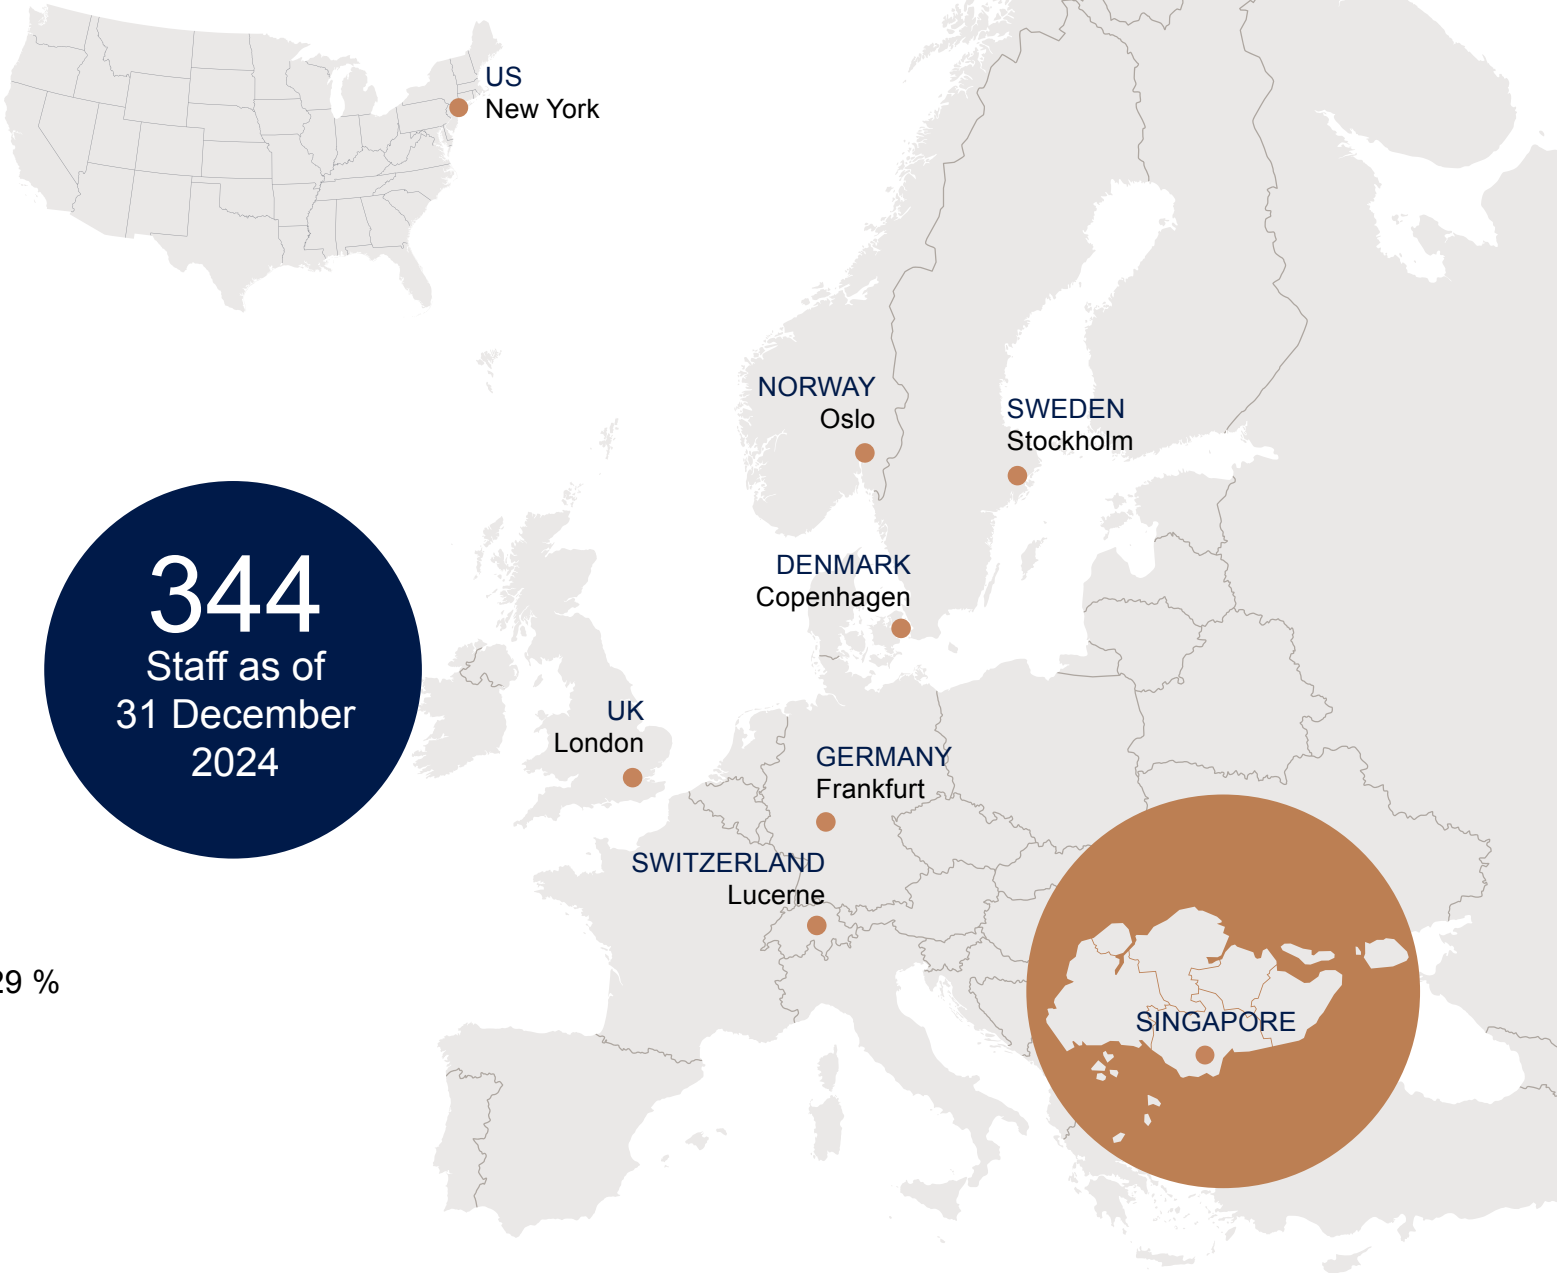 US
New York
NORWAY
Oslo
SWEDEN
Stockholm
DENMARK
Copenhagen
344
Staff as of
31 December
2024
UK
London
GERMANY
Frankfurt
SWITZERLAND
Lucerne
29 %
SINGAPORE